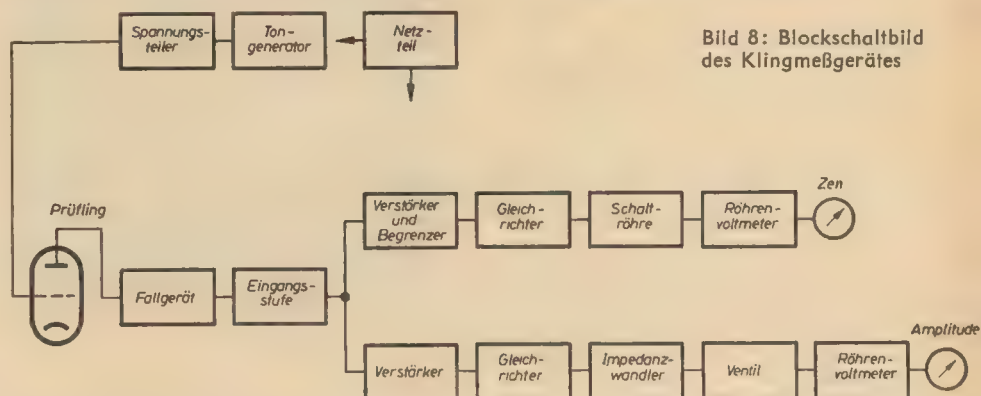 Spannungs-
teiler
Ton-
generator
Netz-
teil
Bild 8: Blockschaltbild
des Klingmeßgerätes
Prüfling
Fallgerät
Eingangs-
stufe
Verstärker
und
Begrenzer
Gleich-
richter
Schalt-
röhre
Röhren-
voltmeter
Zen
Verstärker
Gleich-
richter
Impedanz-
wandler
Ventil
Röhren-
voltmeter
Amplitude